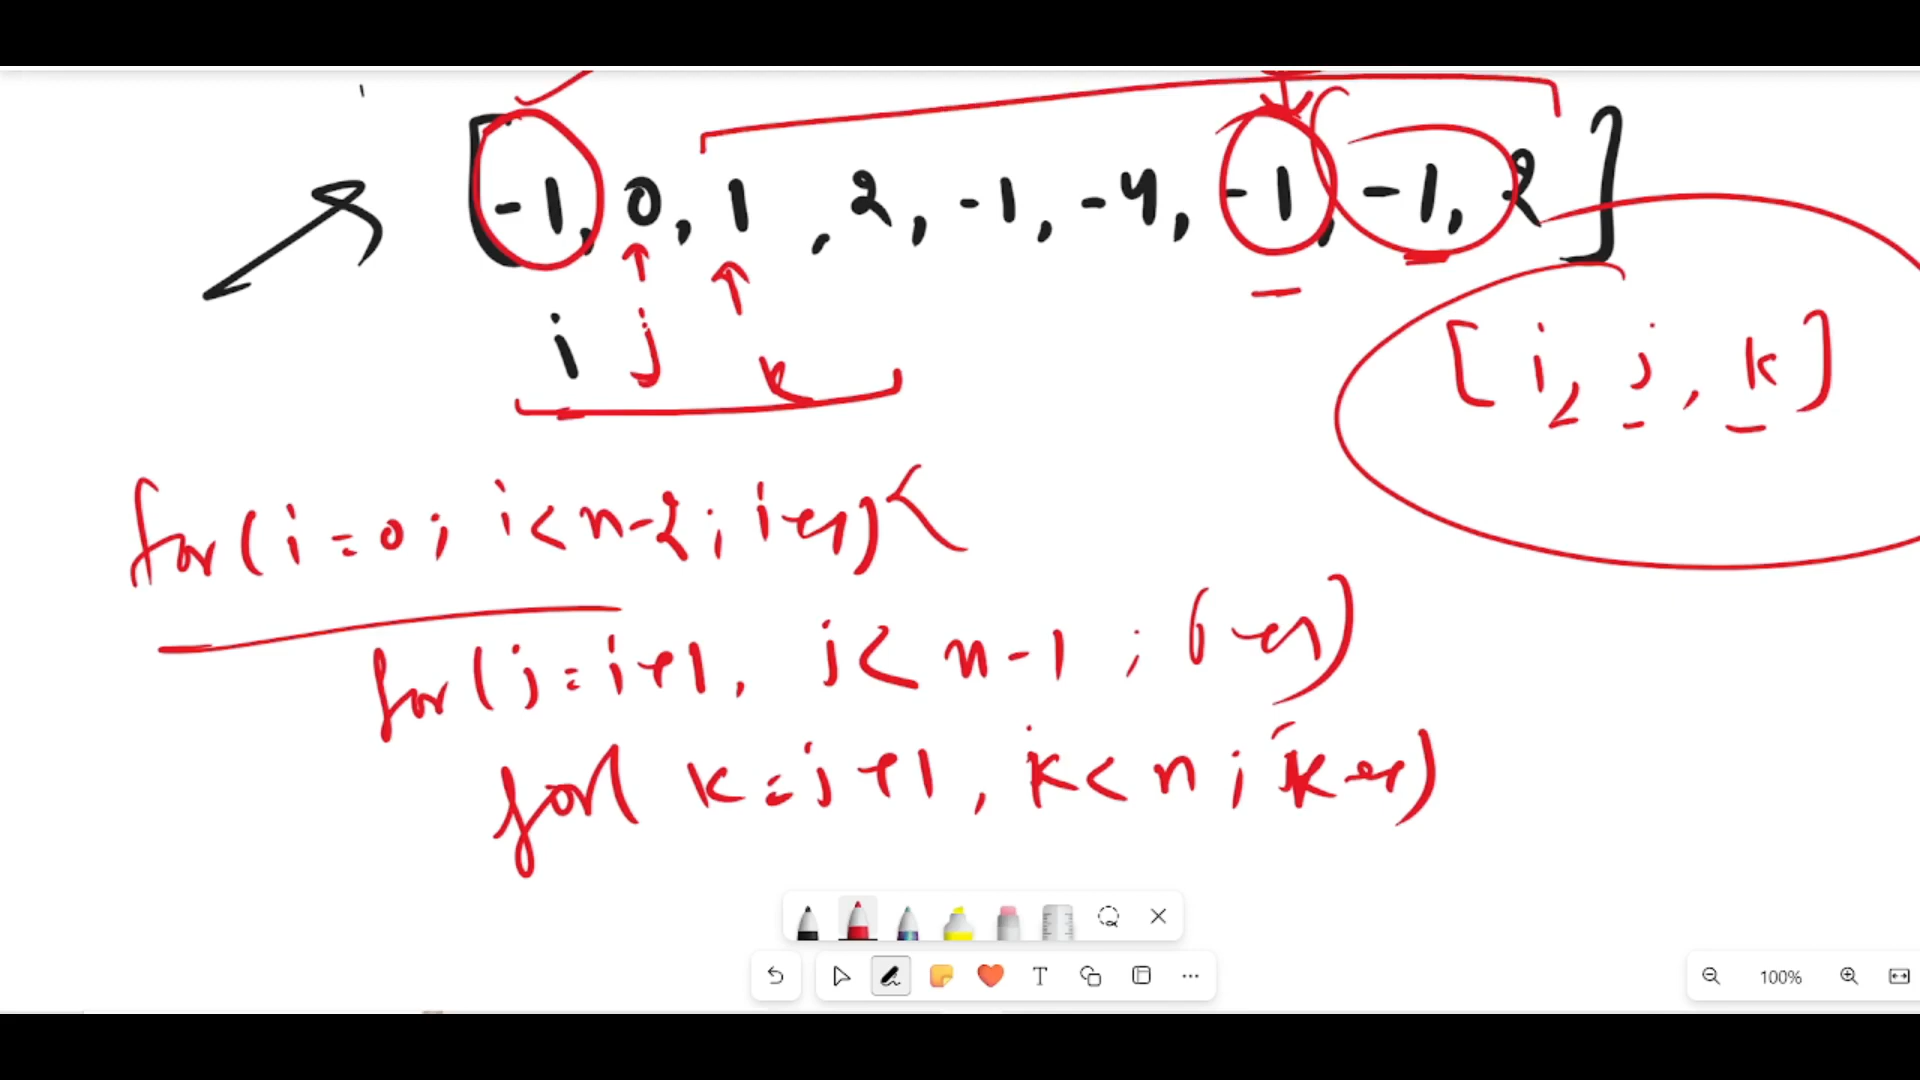 [-1, 0, 1, 2, -1, -4, -1, -1, 2]
i j k
[i, j, k]
for(i=0; i<n-2; i++){
for(j=i+1, j<n-1; j++)
for( k=j+1, k<n; k++)
T
100%